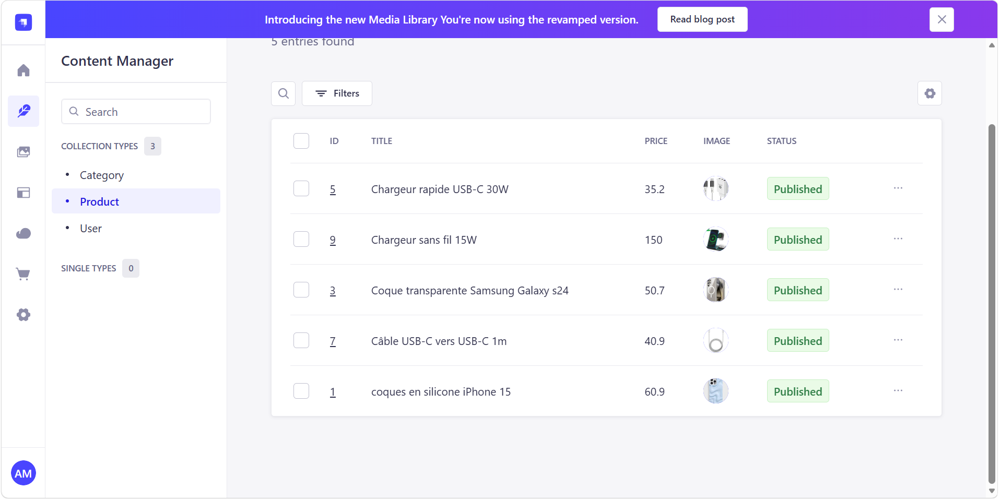 Introducing the new Media Library You're now using the revamped version.
Read blog post
Content Manager
Search
COLLECTION TYPES 3
Category
Product
User
SINGLE TYPES 0
AM
5 entries found
Filters
ID TITLE PRICE IMAGE STATUS
5 Chargeur rapide USB-C 30W 35.2 Published
9 Chargeur sans fil 15W 150 Published
3 Coque transparente Samsung Galaxy s24 50.7 Published
7 Câble USB-C vers USB-C 1m 40.9 Published
1 coques en silicone iPhone 15 60.9 Published